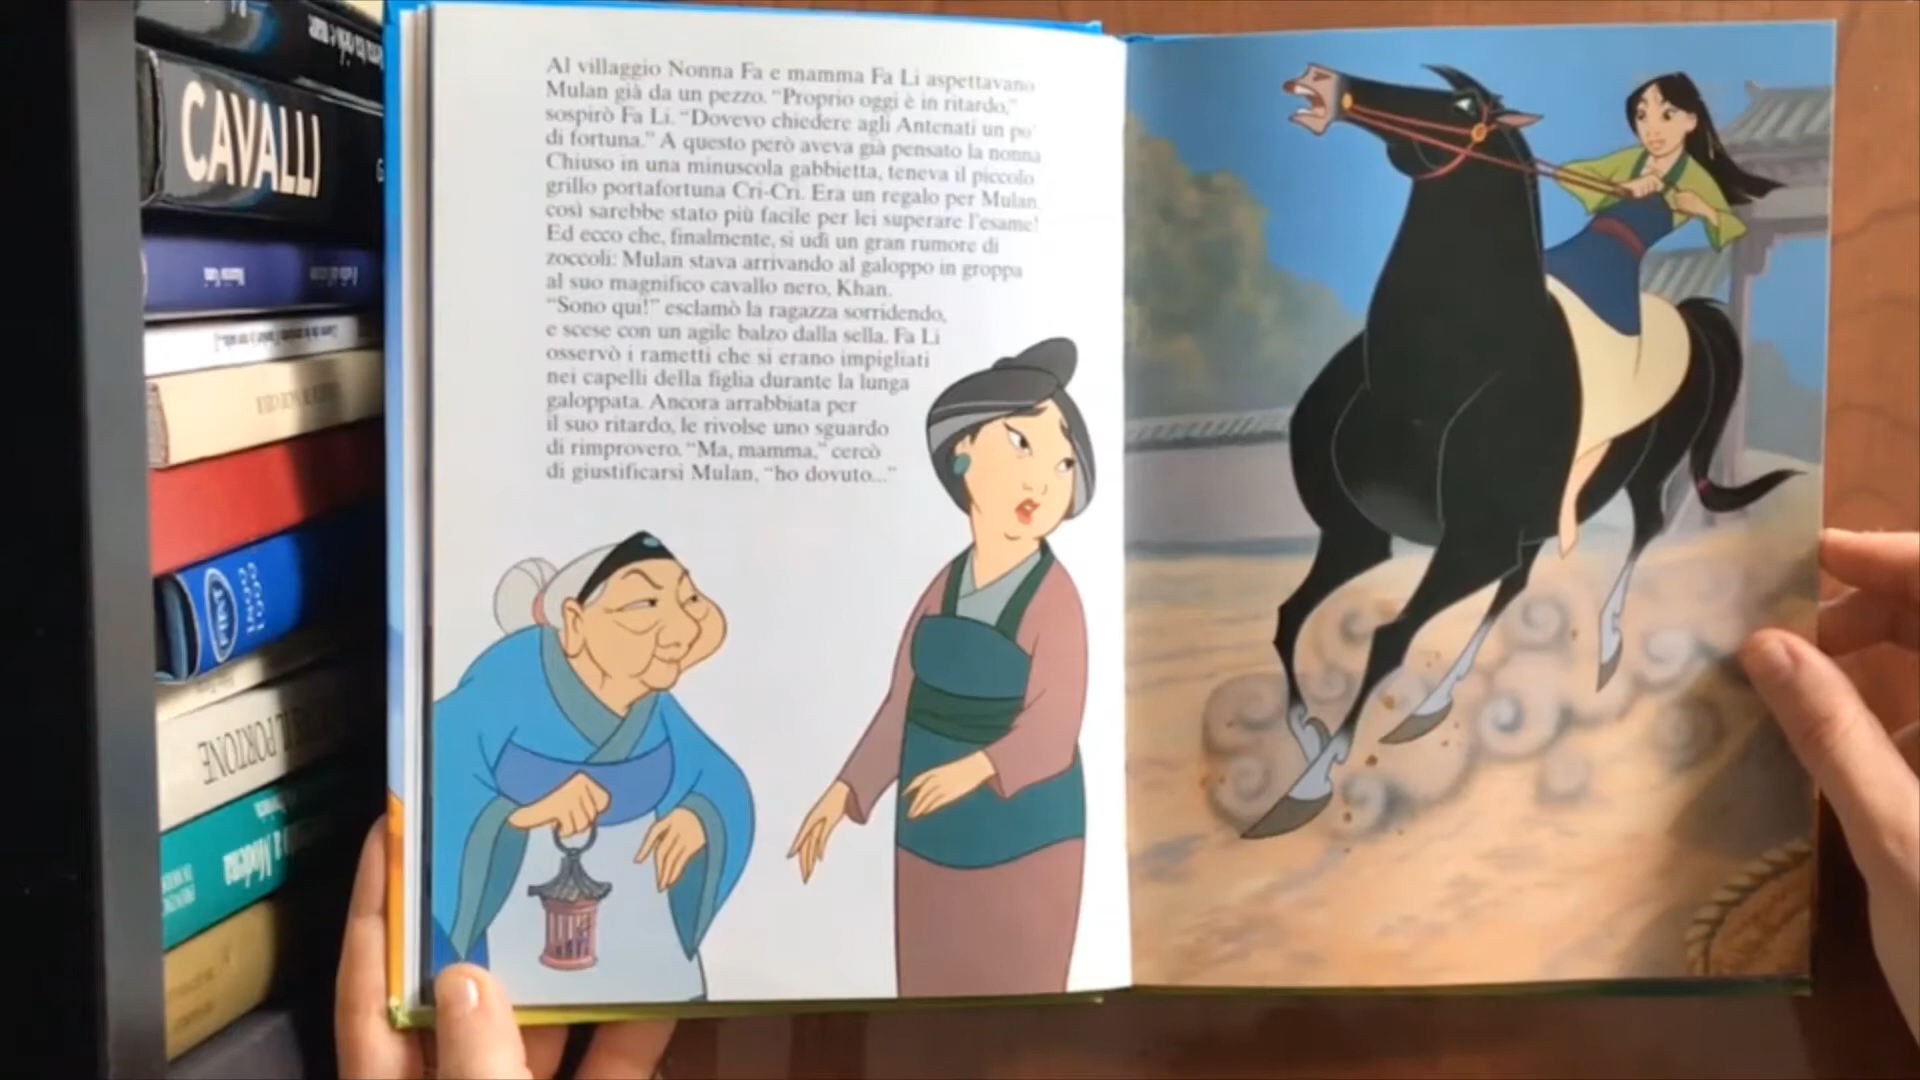 Al villaggio Nonna Fa e mamma Fa Li aspettavano
Mulan già da un pezzo. “Proprio oggi è in ritardo,”
sospirò Fa Li. “Dovevo chiedere agli Antenati un po’
di fortuna.” A questo però aveva già pensato la nonna
Chiuso in una minuscola gabbietta, teneva il piccolo
grillo portafortuna Cri-Cri. Era un regalo per Mulan,
così sarebbe stato più facile per lei superare l’esame!
Ed ecco che, finalmente, si udì un gran rumore di
zoccoli: Mulan stava arrivando al galoppo in groppa
al suo magnifico cavallo nero, Khan.
“Sono qui!” esclamò la ragazza sorridendo,
e scese con un agile balzo dalla sella. Fa Li
osservò i rametti che si erano impigliati
nei capelli della figlia durante la lunga
galoppata. Ancora arrabbiata per
il suo ritardo, le rivolse uno sguardo
di rimprovero. “Ma, mamma,” cercò
di giustificarsi Mulan, “ho dovuto...”
CAVALLI
IL PORTONE
a Modena